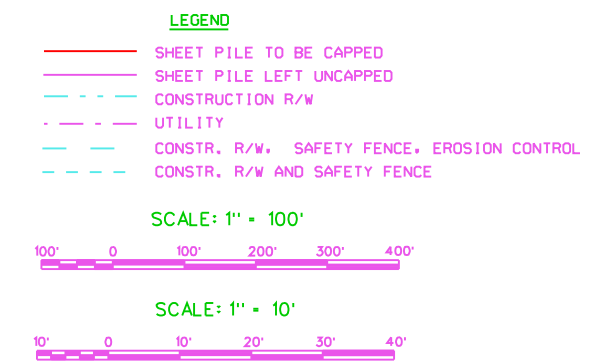 LEGEND
SHEET PILE TO BE CAPPED
SHEET PILE LEFT UNCAPPED
CONSTRUCTION R/W
UTILITY
CONSTR. R/W. SAFETY FENCE. EROSION CONTROL
CONSTR. R/W AND SAFETY FENCE
SCALE: 1" = 100'
100' 0 100' 200' 300' 400'
SCALE: 1" = 10'
10' 0 10' 20' 30' 40'